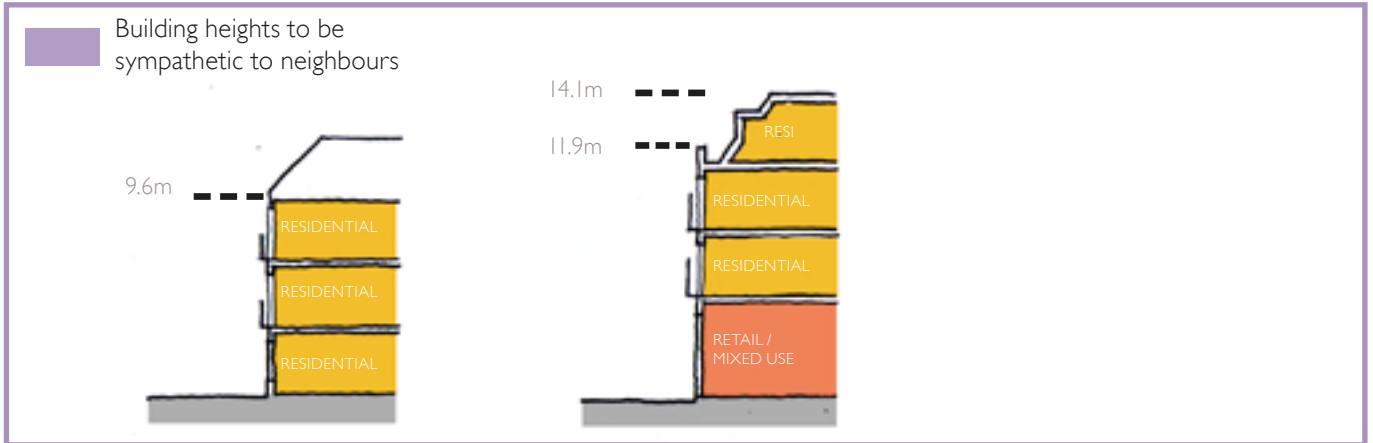 Building heights to be
sympathetic to neighbours
9.6m
RESIDENTIAL
RESIDENTIAL
RESIDENTIAL
14.1m
11.9m
RESI
RESIDENTIAL
RESIDENTIAL
RETAIL /
MIXED USE